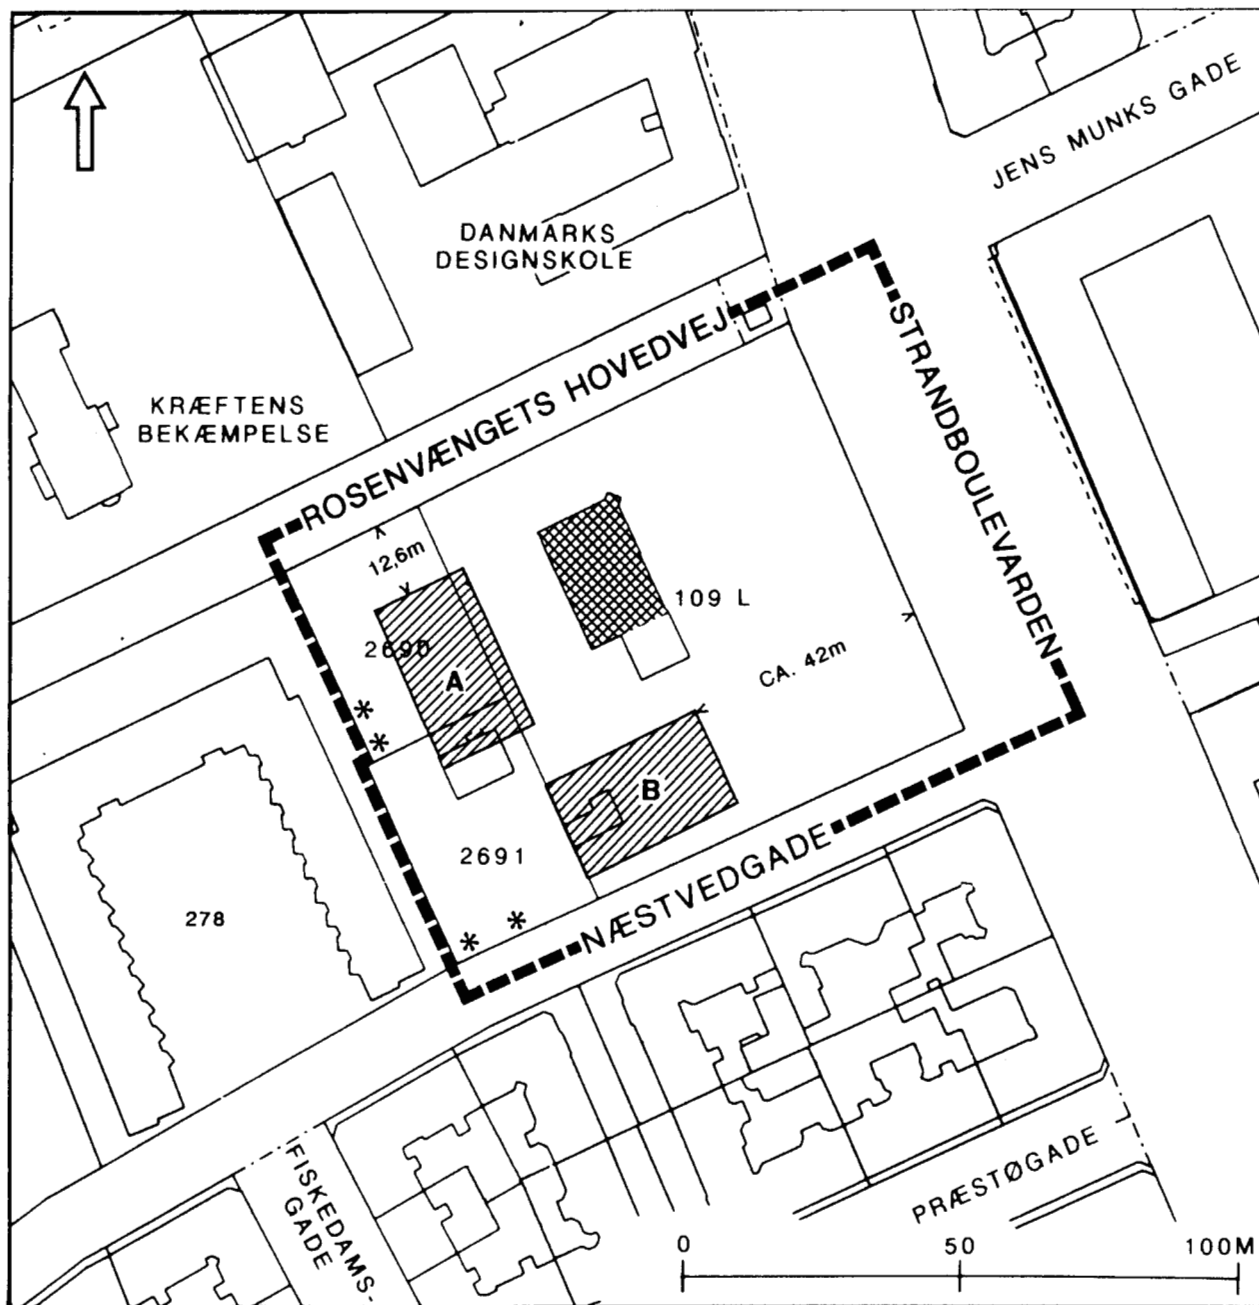 JENS MUNKS GADE
DANMARKS
DESIGNSKOLE
KRÆFTENS
BEKÆMPELSE
ROSENVÆNGETS HOVEDVEJ
STRANDBOULEVARDEN
12,6m
109 L
2690
A
CA. 42m
B
2691
278
NÆSTVEDGADE
FISKEDAMS-
GADE
PRÆSTØGADE
0 50 100M